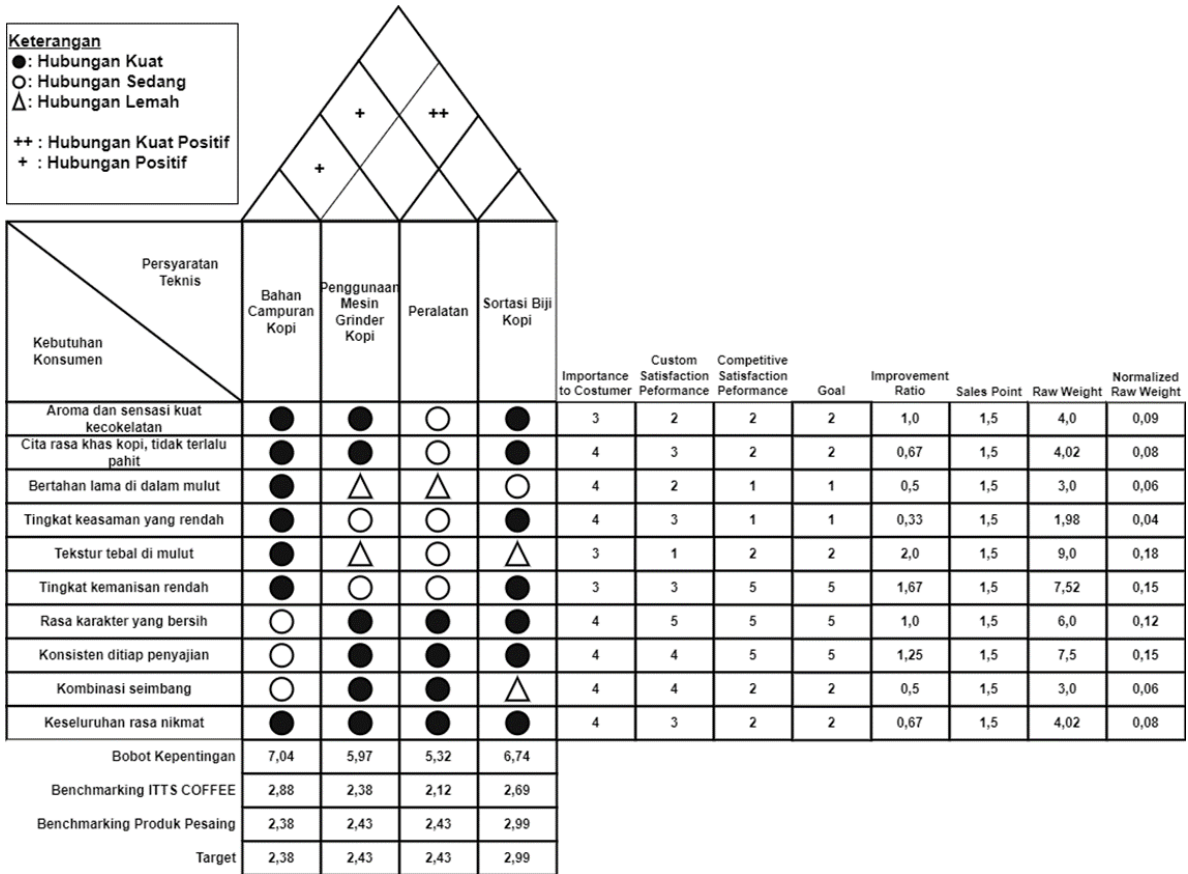 Keterangan
●: Hubungan Kuat
○: Hubungan Sedang
△: Hubungan Lemah
++ : Hubungan Kuat Positif
+ : Hubungan Positif
+ ++
+
Persyaratan
Teknis
Kebutuhan
Konsumen
Bahan
Campuran
Kopi
Penggunaan
Mesin
Grinder
Kopi
Peralatan
Sortasi Biji
Kopi
Importance
to Costumer
Custom
Satisfaction
Peformance
Competitive
Satisfaction
Peformance
Goal
Improvement
Ratio
Sales Point
Raw Weight
Normalized
Raw Weight
Aroma dan sensasi kuat
kecokelatan
● ● ○ ● 3 2 2 2 1,0 1,5 4,0 0,09
Cita rasa khas kopi, tidak terlalu
pahit
● ● ○ ● 4 3 2 2 0,67 1,5 4,02 0,08
Bertahan lama di dalam mulut ● △ △ ○ 4 2 1 1 0,5 1,5 3,0 0,06
Tingkat keasaman yang rendah ● ○ ○ ● 4 3 1 1 0,33 1,5 1,98 0,04
Tekstur tebal di mulut ● △ ○ △ 3 1 2 2 2,0 1,5 9,0 0,18
Tingkat kemanisan rendah ● ○ ○ ● 3 3 5 5 1,67 1,5 7,52 0,15
Rasa karakter yang bersih ○ ● ● ● 4 5 5 5 1,0 1,5 6,0 0,12
Konsisten ditiap penyajian ○ ● ● ● 4 4 5 5 1,25 1,5 7,5 0,15
Kombinasi seimbang ○ ● ● △ 4 4 2 2 0,5 1,5 3,0 0,06
Keseluruhan rasa nikmat ● ● ● ● 4 3 2 2 0,67 1,5 4,02 0,08
Bobot Kepentingan 7,04 5,97 5,32 6,74
Benchmarking ITTS COFFEE 2,88 2,38 2,12 2,69
Benchmarking Produk Pesaing 2,38 2,43 2,43 2,99
Target 2,38 2,43 2,43 2,99